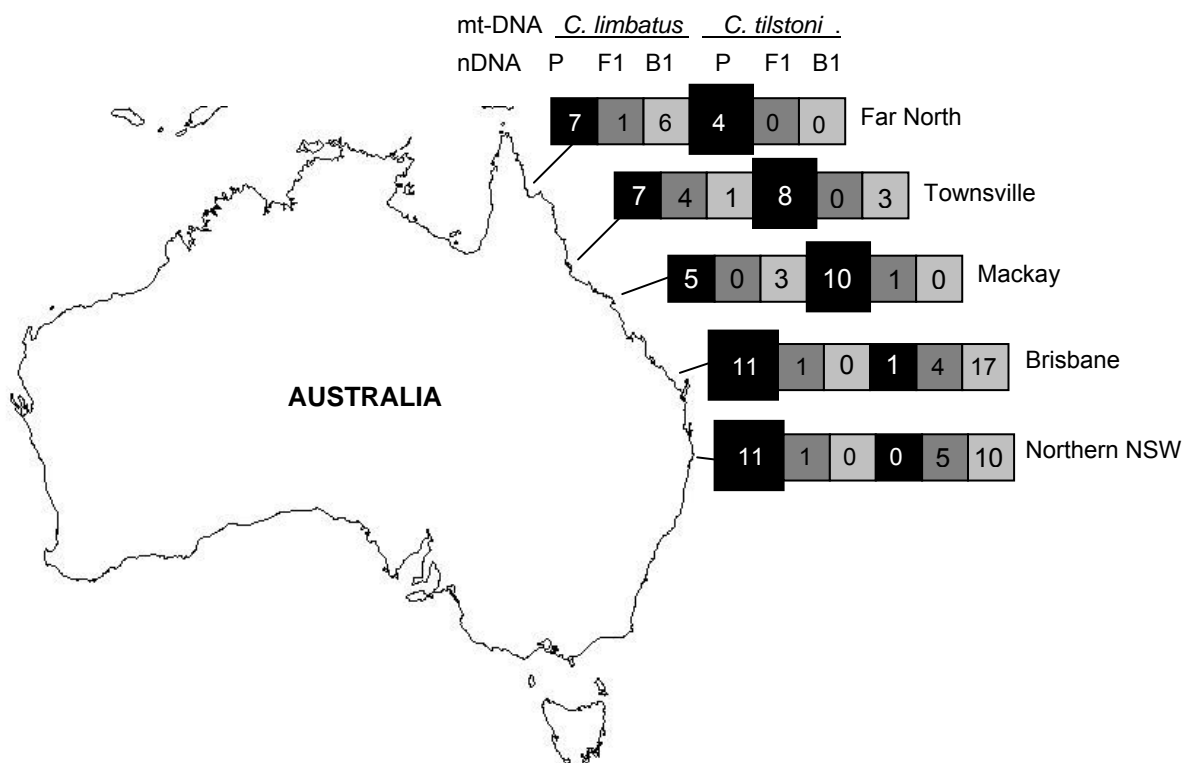 mt-DNA C. limbatus C. tilstoni .
nDNA P F1 B1 P F1 B1
7 1 6 4 0 0 Far North
7 4 1 8 0 3 Townsville
5 0 3 10 1 0 Mackay
11 1 0 1 4 17 Brisbane
AUSTRALIA
11 1 0 0 5 10 Northern NSW